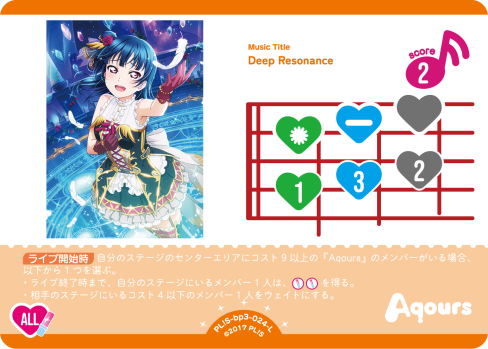 Music Title
Deep Resonance
score
2
1
3
2
ライブ開始時 自分のステージのセンターエリアにコスト9以上の『Aqours』のメンバーがいる場合、
以下から1つを選ぶ。
・ライブ終了時まで、自分のステージにいるメンバー1人は、を得る。
・相手のステージにいるコスト4以下のメンバー1人をウェイトにする。
ALL
PL!S-bp3-024-L
©2017 PL!S
Aqours